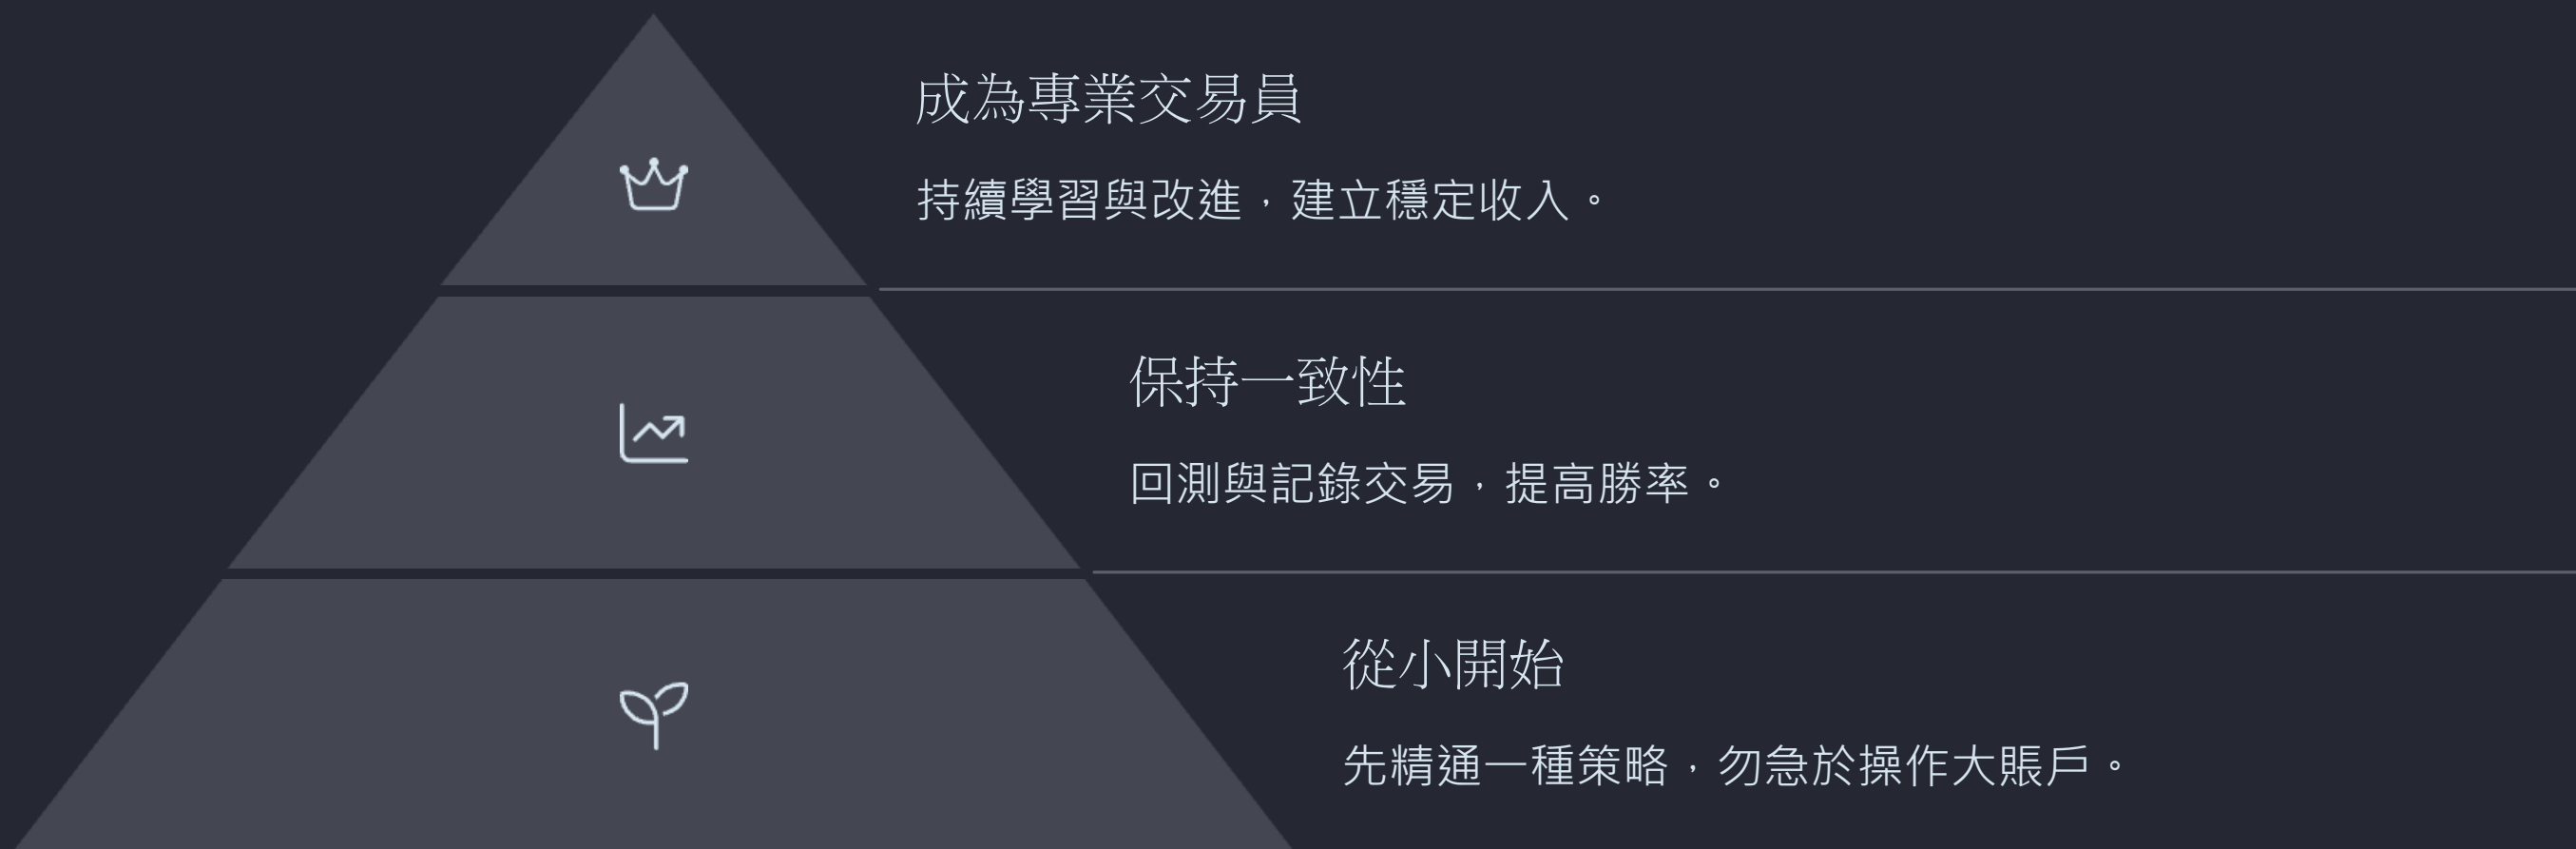 成為專業交易員
持續學習與改進，建立穩定收入。
保持一致性
回測與記錄交易，提高勝率。
從小開始
先精通一種策略，勿急於操作大賬戶。